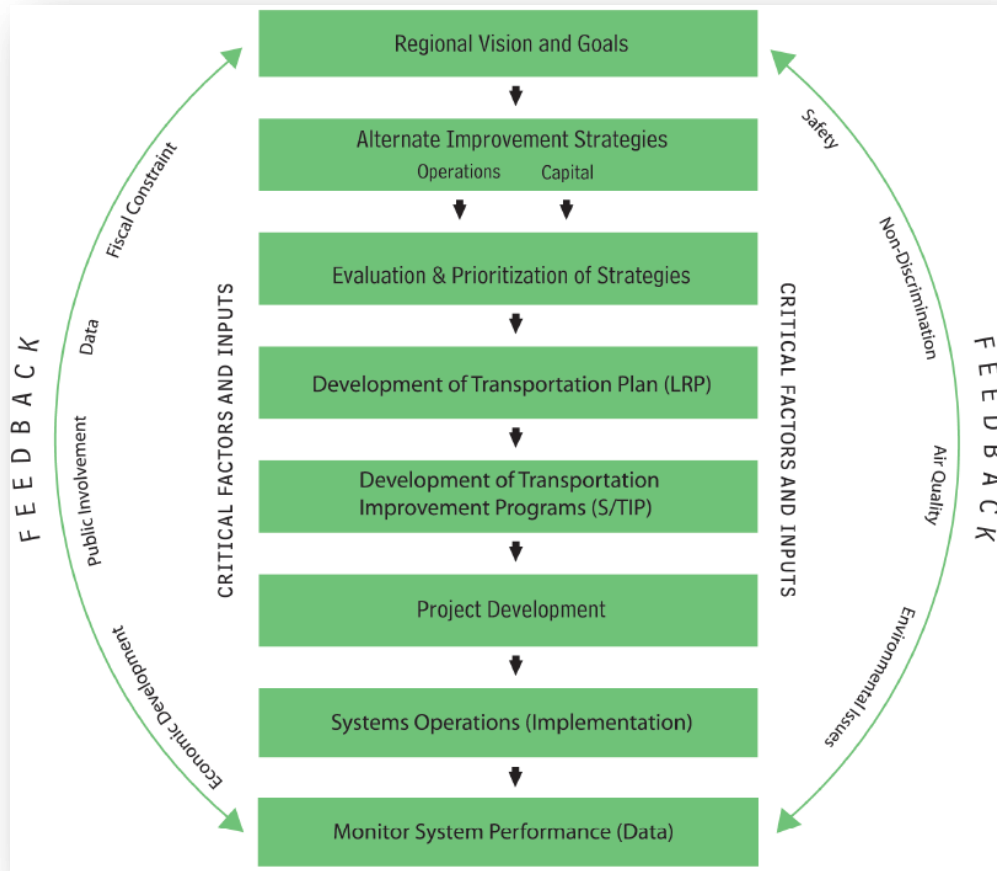 Regional Vision and Goals
Alternate Improvement Strategies
Operations Capital
Evaluation & Prioritization of Strategies
Development of Transportation Plan (LRP)
Development of Transportation
Improvement Programs (S/TIP)
Project Development
Systems Operations (Implementation)
Monitor System Performance (Data)
FEEDBACK
Fiscal Constraint
Data
Public Involvement
Economic Development
CRITICAL FACTORS AND INPUTS
CRITICAL FACTORS AND INPUTS
Safety
Non-Discrimination
Air Quality
Environmental Issues
FEEDBACK